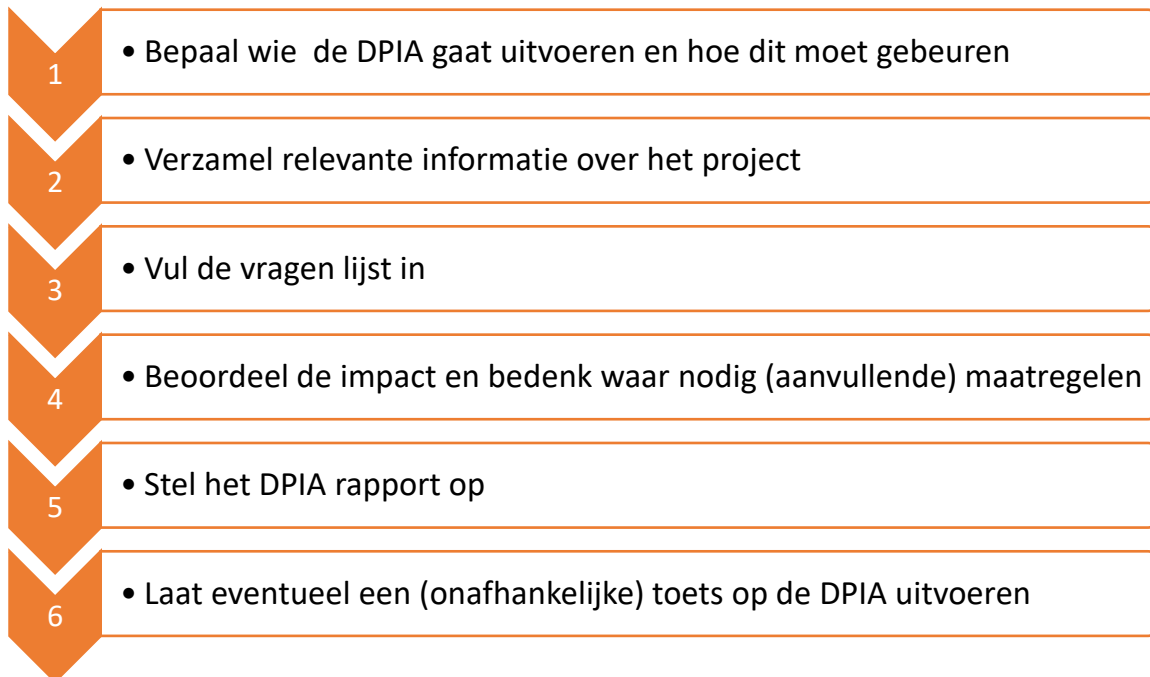 1
• Bepaal wie  de DPIA gaat uitvoeren en hoe dit moet gebeuren
2
• Verzamel relevante informatie over het project
3
• Vul de vragen lijst in
4
• Beoordeel de impact en bedenk waar nodig (aanvullende) maatregelen
5
• Stel het DPIA rapport op
6
• Laat eventueel een (onafhankelijke) toets op de DPIA uitvoeren